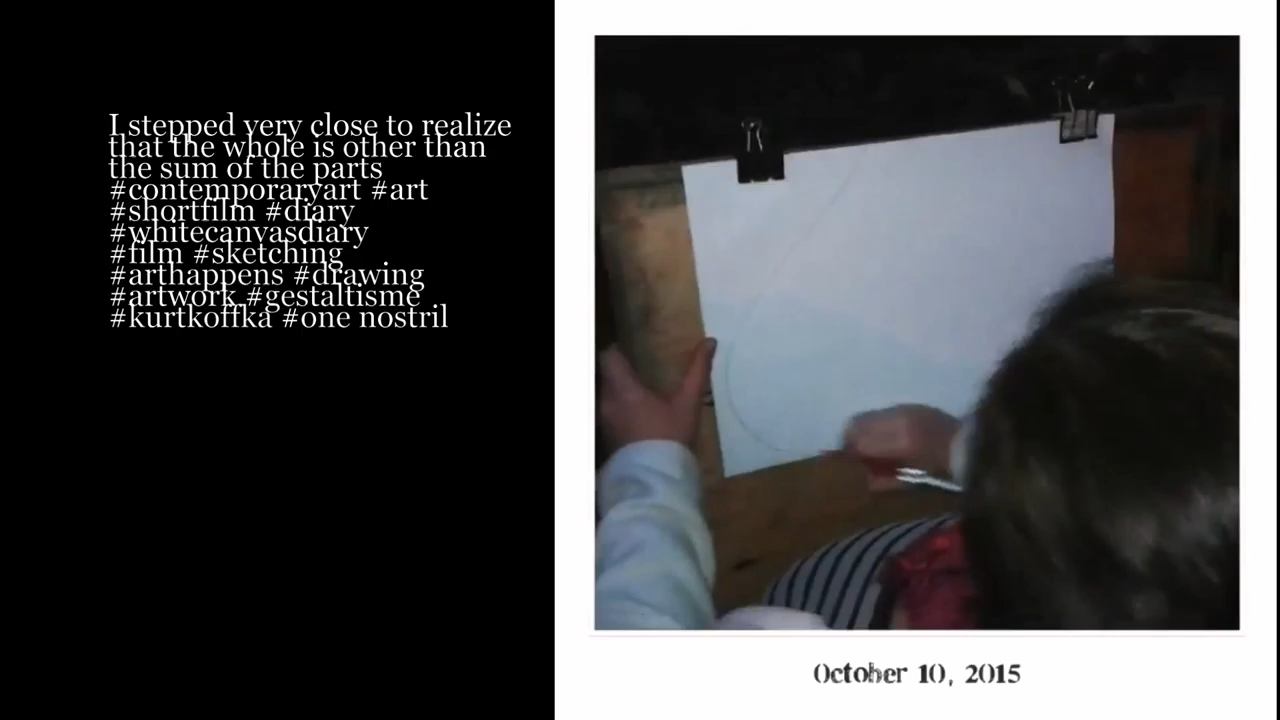 I stepped very close to realize
that the whole is other than
the sum of the parts
#contemporaryart #art
#shortfilm #diary
#whitecanvasdiary
#film #sketching
#arthappens #drawing
#artwork #gestaltisme
#kurtkoffka #one nostril
October 10, 2015